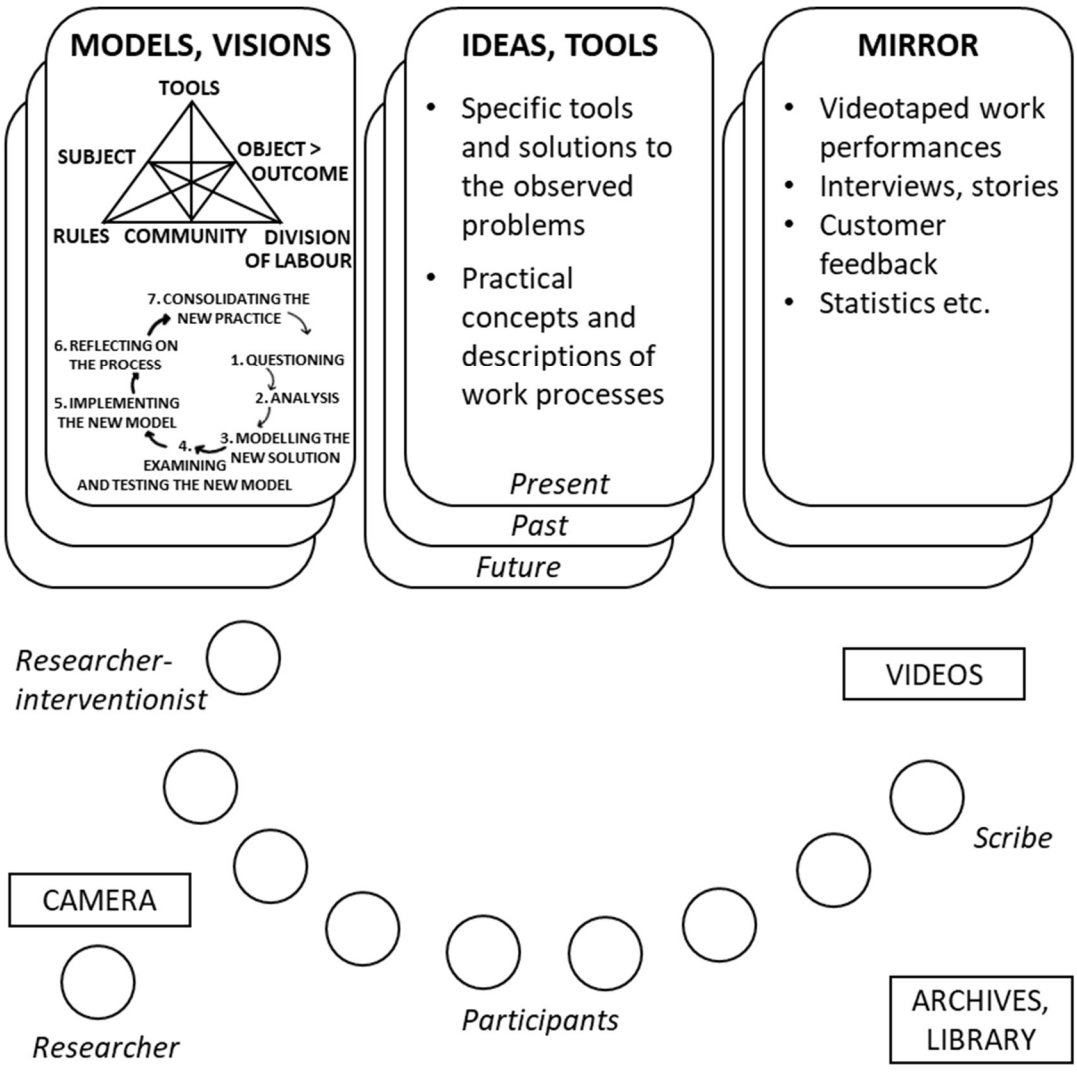 MODELS, VISIONS
TOOLS
SUBJECT
OBJECT >
OUTCOME
RULES COMMUNITY DIVISION
OF LABOUR
7. CONSOLIDATING THE
NEW PRACTICE
6. REFLECTING ON
THE PROCESS
1. QUESTIONING
2. ANALYSIS
5. IMPLEMENTING
THE NEW MODEL
3. MODELLING THE
NEW SOLUTION
4.
EXAMINING
AND TESTING THE NEW MODEL
IDEAS, TOOLS
• Specific tools
and solutions to
the observed
problems
• Practical
concepts and
descriptions of
work processes
Present
Past
Future
MIRROR
• Videotaped work
performances
• Interviews, stories
• Customer
feedback
• Statistics etc.
Researcher-
interventionist
VIDEOS
Scribe
CAMERA
Researcher
Participants
ARCHIVES,
LIBRARY